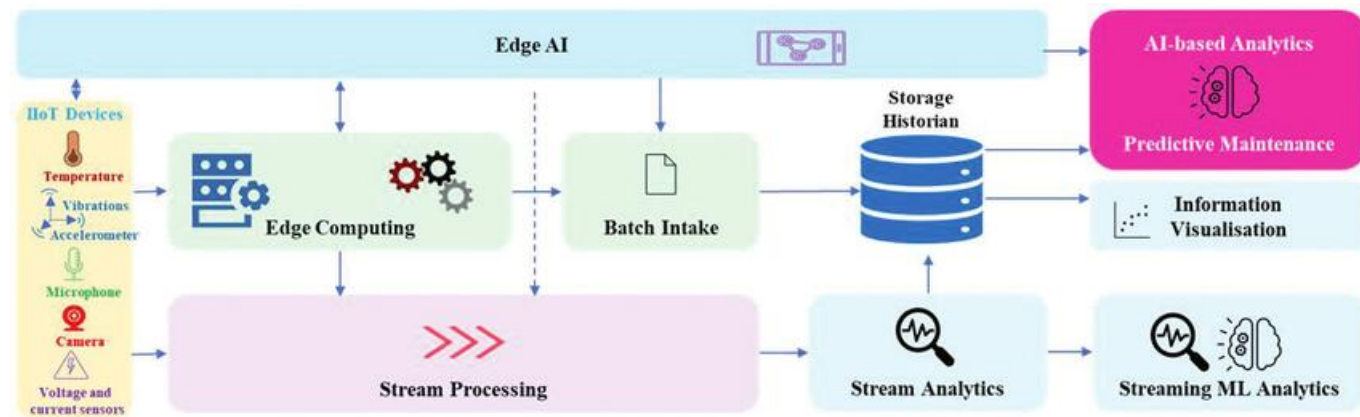 Edge AI
AI-based Analytics
Predictive Maintenance
IIoT Devices
Temperature
Vibrations
Accelerometer
Microphone
Camera
Voltage and
current sensors
Edge Computing
Batch Intake
Storage
Historian
Information
Visualisation
Stream Processing
Stream Analytics
Streaming ML Analytics